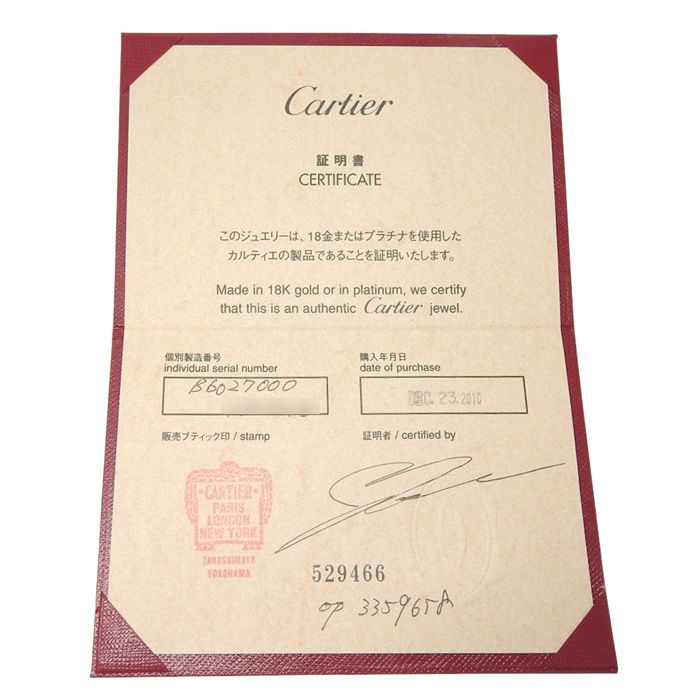 Cartier
証明書
CERTIFICATE
このジュエリーは、18金またはプラチナを使用した
カルティエの製品であることを証明いたします。
Made in 18K gold or in platinum, we certify
that this is an authentic Cartier jewel.
個別製造番号
individual serial number
B6027000
購入年月日
date of purchase
DEC. 23.2010
販売ブティック印 / stamp
証明者 / certified by
CARTIER
PARIS
LONDON
NEW YORK
TAKASHIMAYA
YOKOHAMA
529466
op 3359658